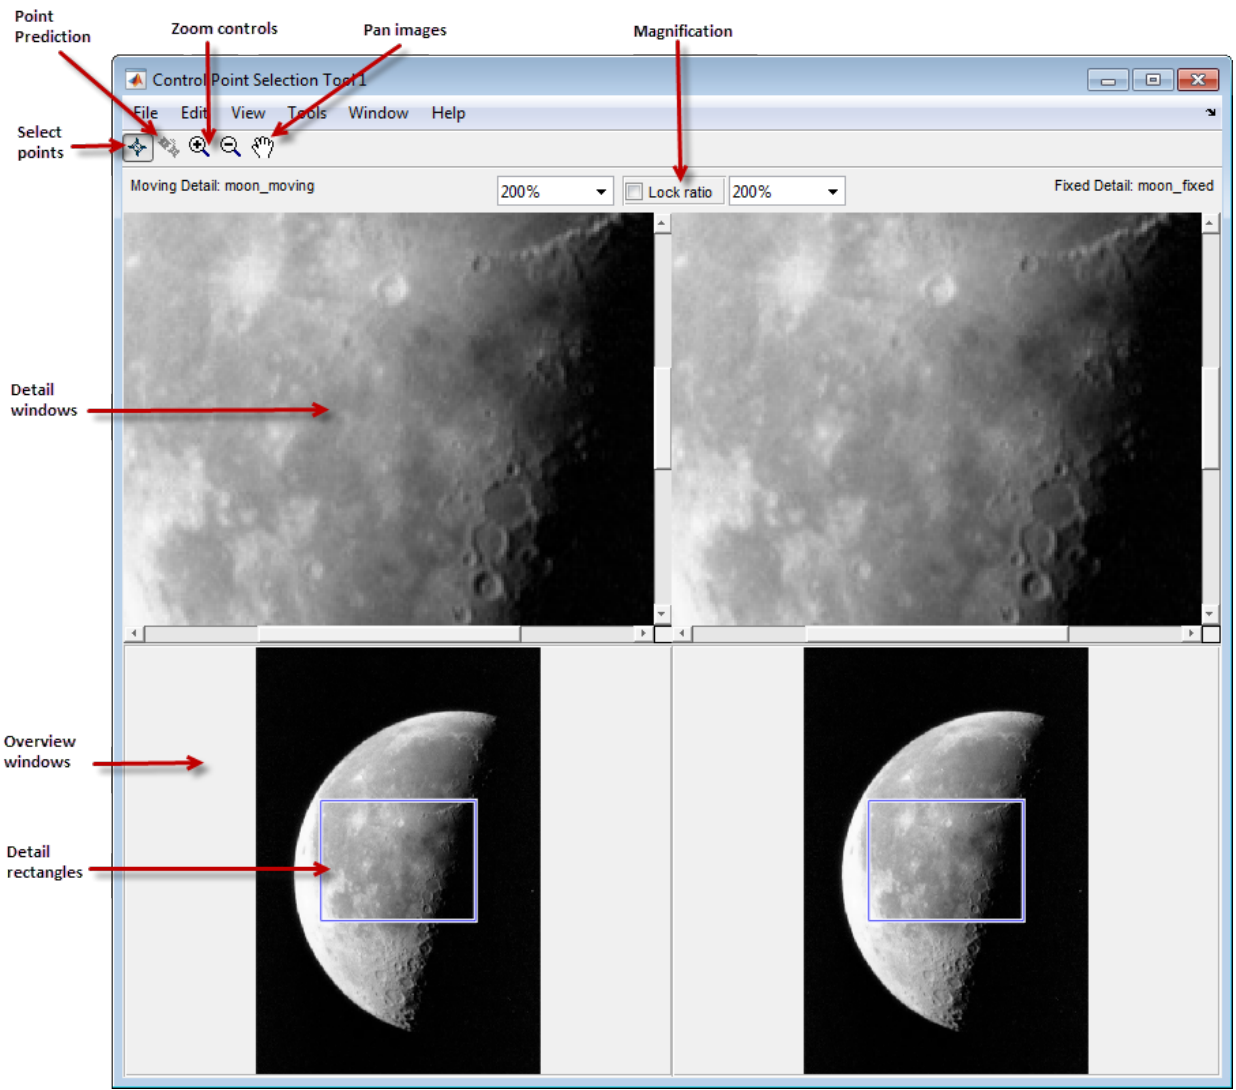 Point
Prediction
Zoom controls
Pan images
Magnification
Control Point Selection Tool 1
File Edit View Tools Window Help
Select
points
Moving Detail: moon_moving
200%
Lock ratio
200%
Fixed Detail: moon_fixed
Detail
windows
Overview
windows
Detail
rectangles